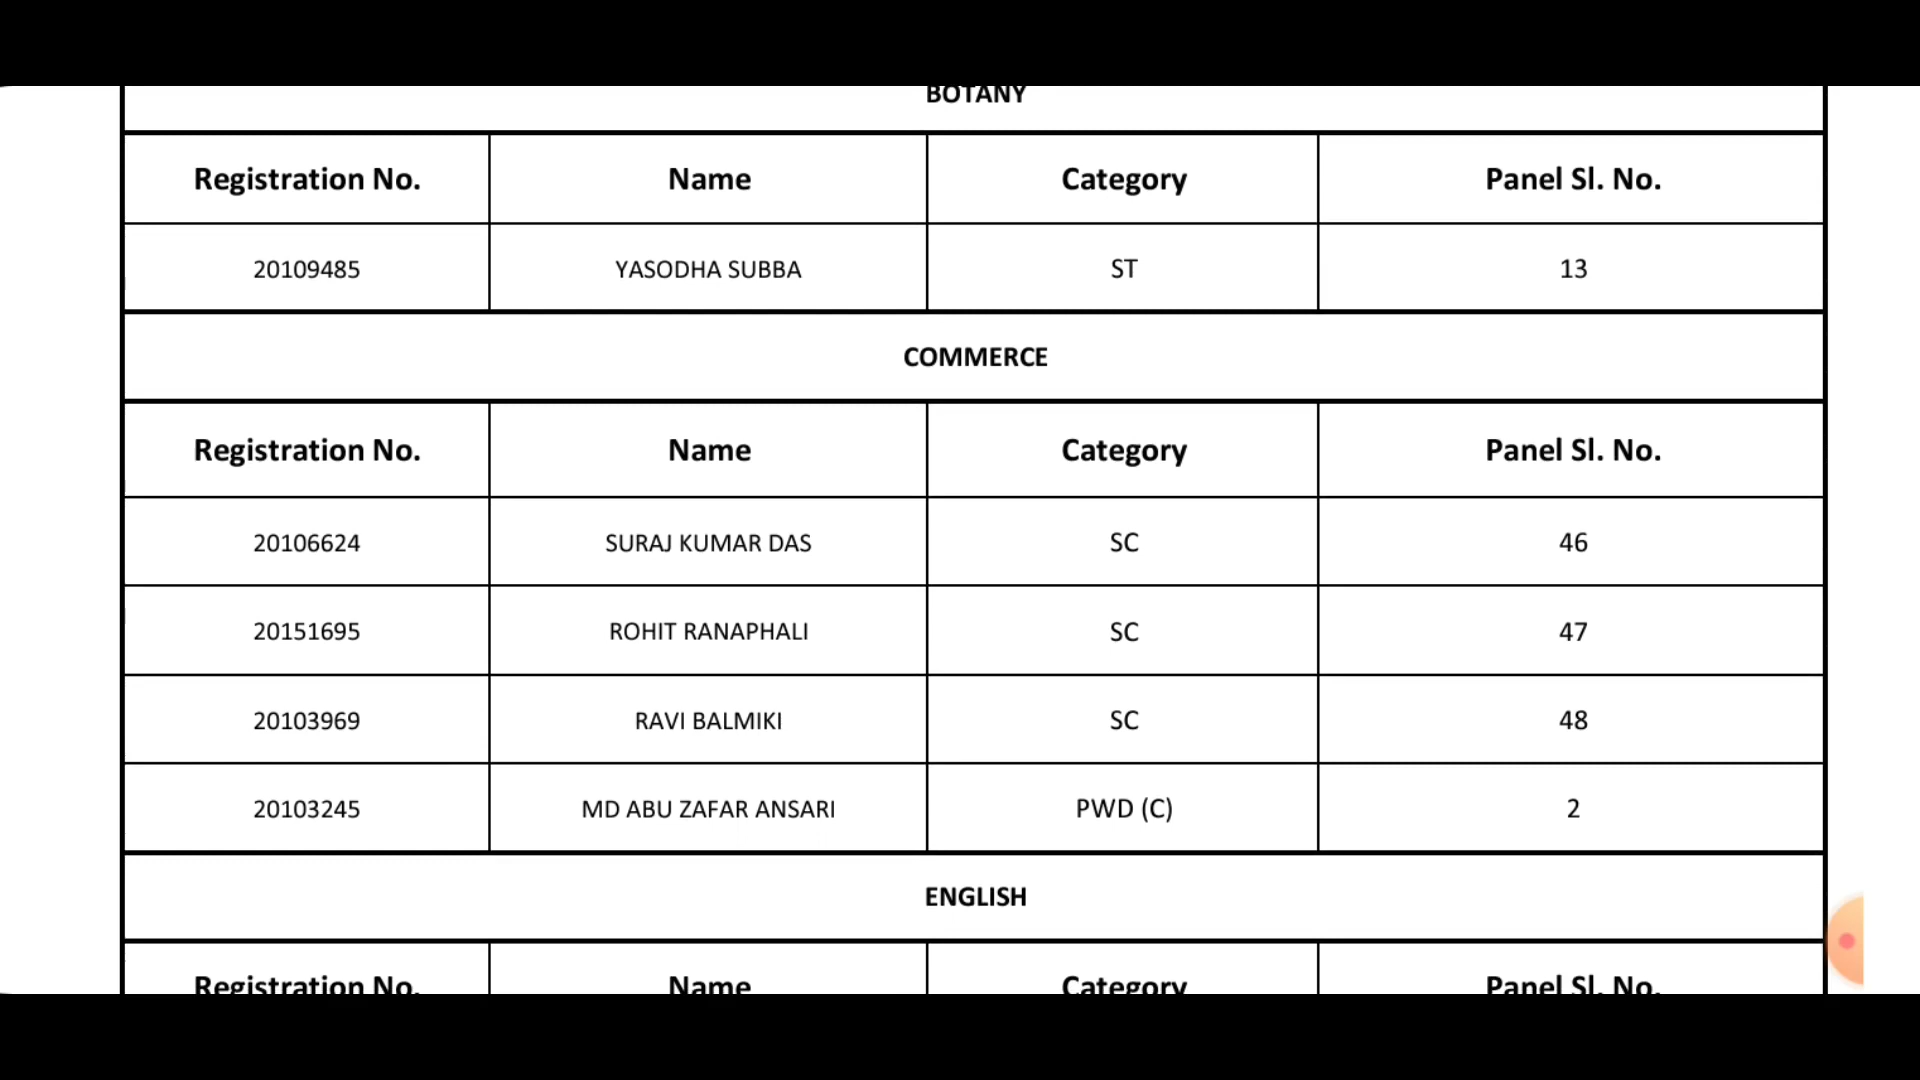 BOTANY
Registration No. Name Category Panel Sl. No.
20109485 YASODHA SUBBA ST 13
COMMERCE
Registration No. Name Category Panel Sl. No.
20106624 SURAJ KUMAR DAS SC 46
20151695 ROHIT RANAPHALI SC 47
20103969 RAVI BALMIKI SC 48
20103245 MD ABU ZAFAR ANSARI PWD (C) 2
ENGLISH
Registration No. Name Category Panel Sl. No.